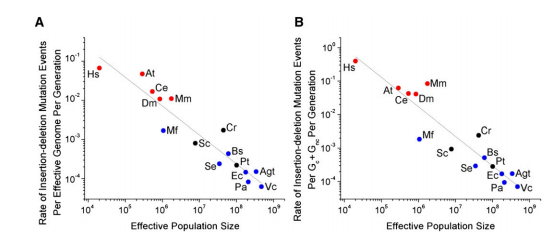 A
Rate of Insertion-deletion Mutation Events
Per Effective Genome Per Generation
10⁻¹
10⁻²
10⁻³
10⁻⁴
Hs
At
Ce
Dm
Mm
Mf
Cr
Sc
Bs
Se
Pt
Ec
Agt
Pa
Vc
10⁴ 10⁵ 10⁶ 10⁷ 10⁸ 10⁹
Effective Population Size
B
Rate of Insertion-deletion Mutation Events
Per Gc + Gnc Per Generation
10⁰
10⁻¹
10⁻²
10⁻³
10⁻⁴
Hs
Mm
At
Ce
Dm
Mf
Cr
Sc
Bs
Se
Pt
Ec
Agt
Pa
Vc
10⁴ 10⁵ 10⁶ 10⁷ 10⁸ 10⁹
Effective Population Size